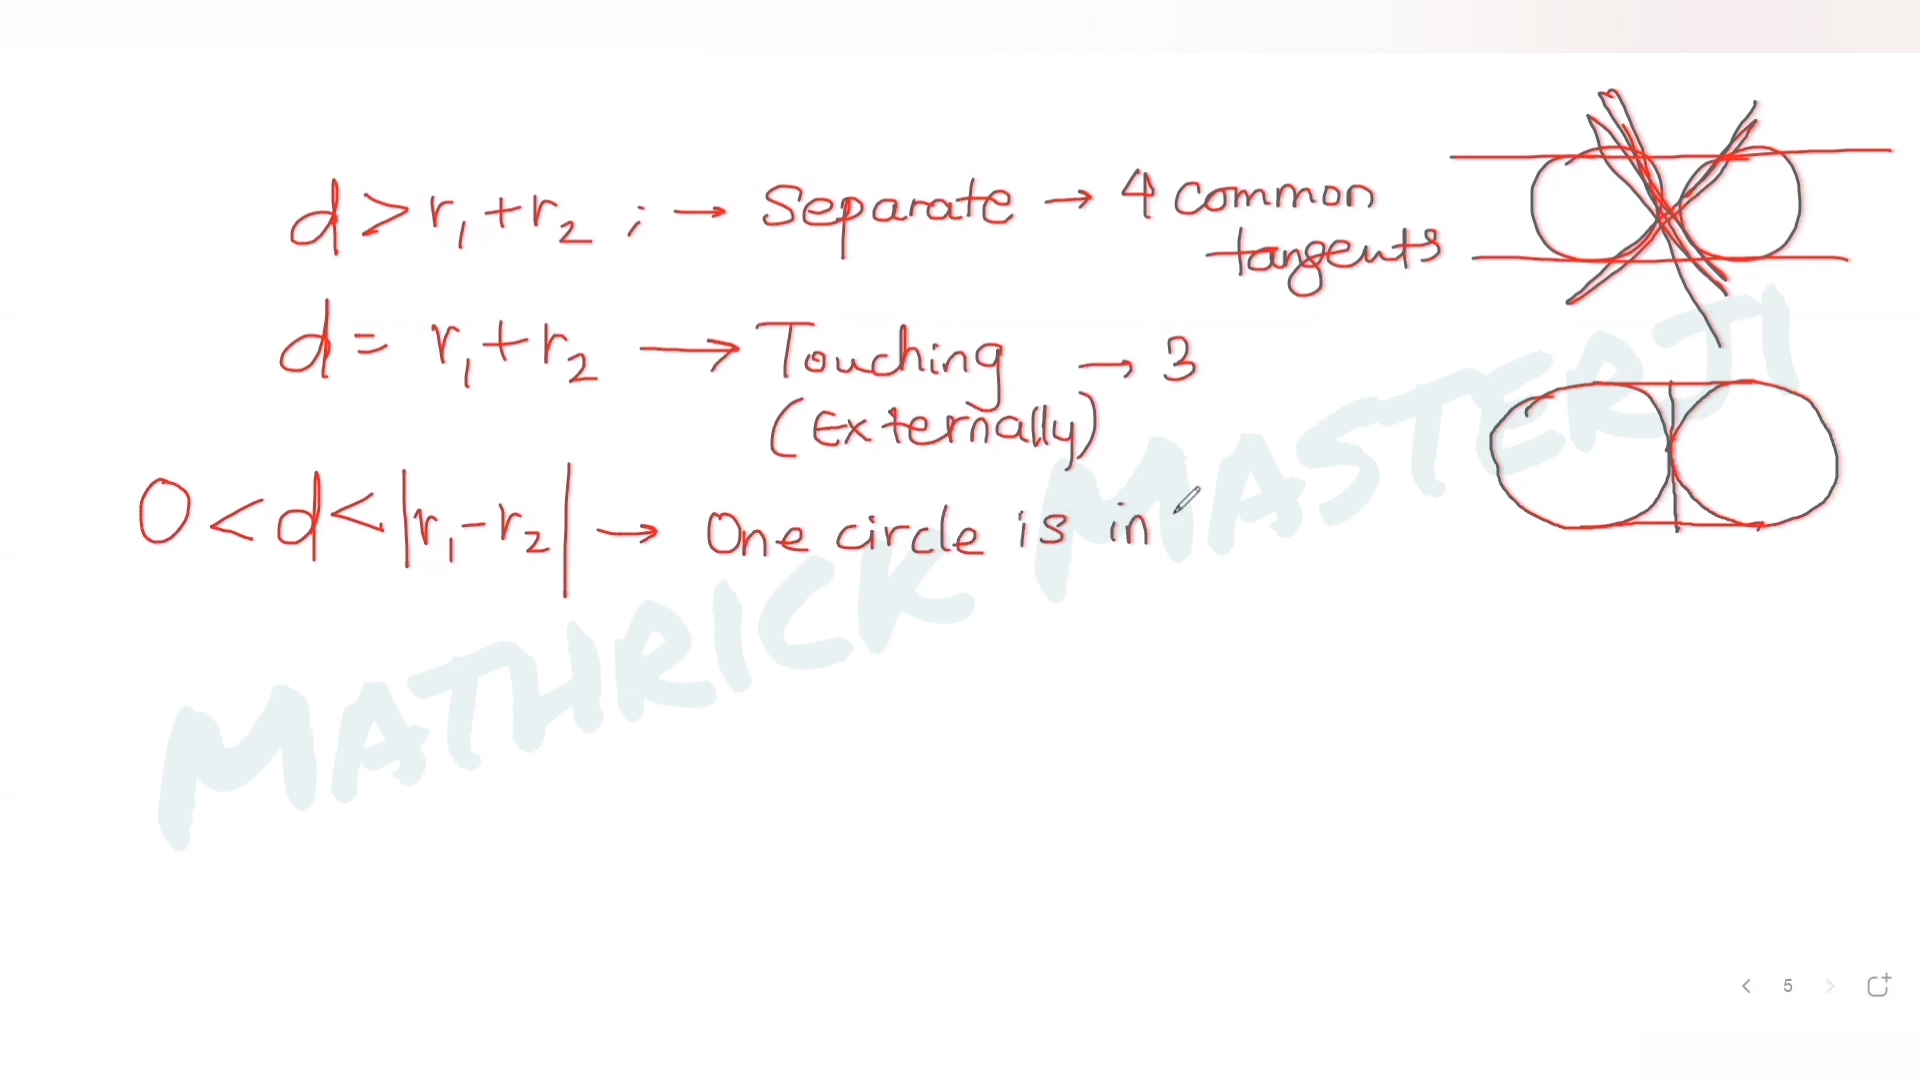 d > r₁ + r₂ ; → Separate → 4 common
tangents
d = r₁ + r₂ → Touching → 3
(Externally)
0 < d < |r₁ - r₂| → One circle is in
MATHRICK MASTERJI
5